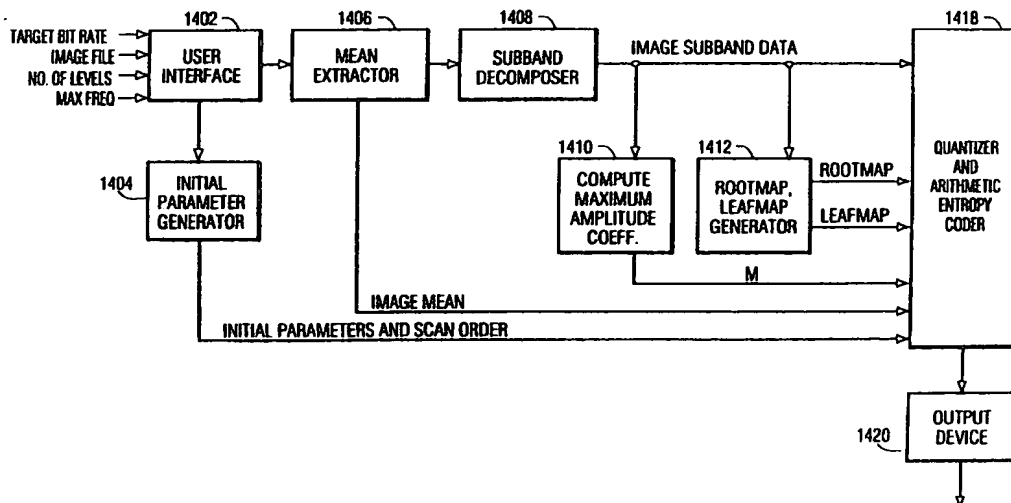 1402
1406
1408
1418
TARGET BIT RATE
IMAGE FILE
NO. OF LEVELS
MAX FREQ
USER
INTERFACE
MEAN
EXTRACTOR
SUBBAND
DECOMPOSER
IMAGE SUBBAND DATA
1404
INITIAL
PARAMETER
GENERATOR
1410
COMPUTE
MAXIMUM
AMPLITUDE
COEFF.
1412
ROOTMAP,
LEAFMAP
GENERATOR
ROOTMAP
LEAFMAP
QUANTIZER
AND
ARITHMETIC
ENTROPY
CODER
M
IMAGE MEAN
INITIAL PARAMETERS AND SCAN ORDER
1420
OUTPUT
DEVICE